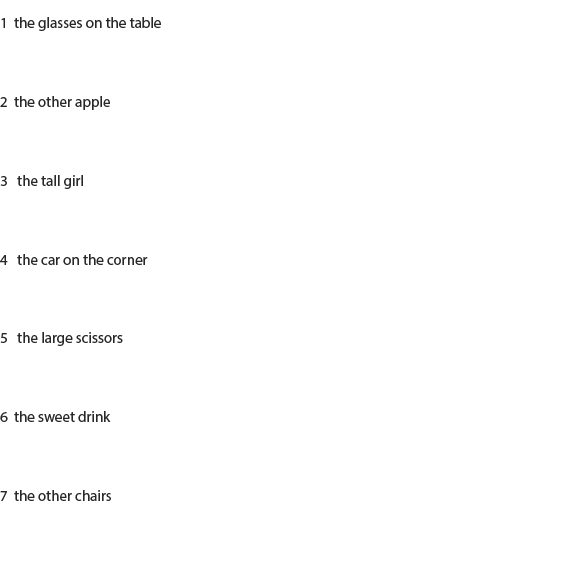 1 the glasses on the table
2 the other apple
3 the tall girl
4 the car on the corner
5 the large scissors
6 the sweet drink
7 the other chairs